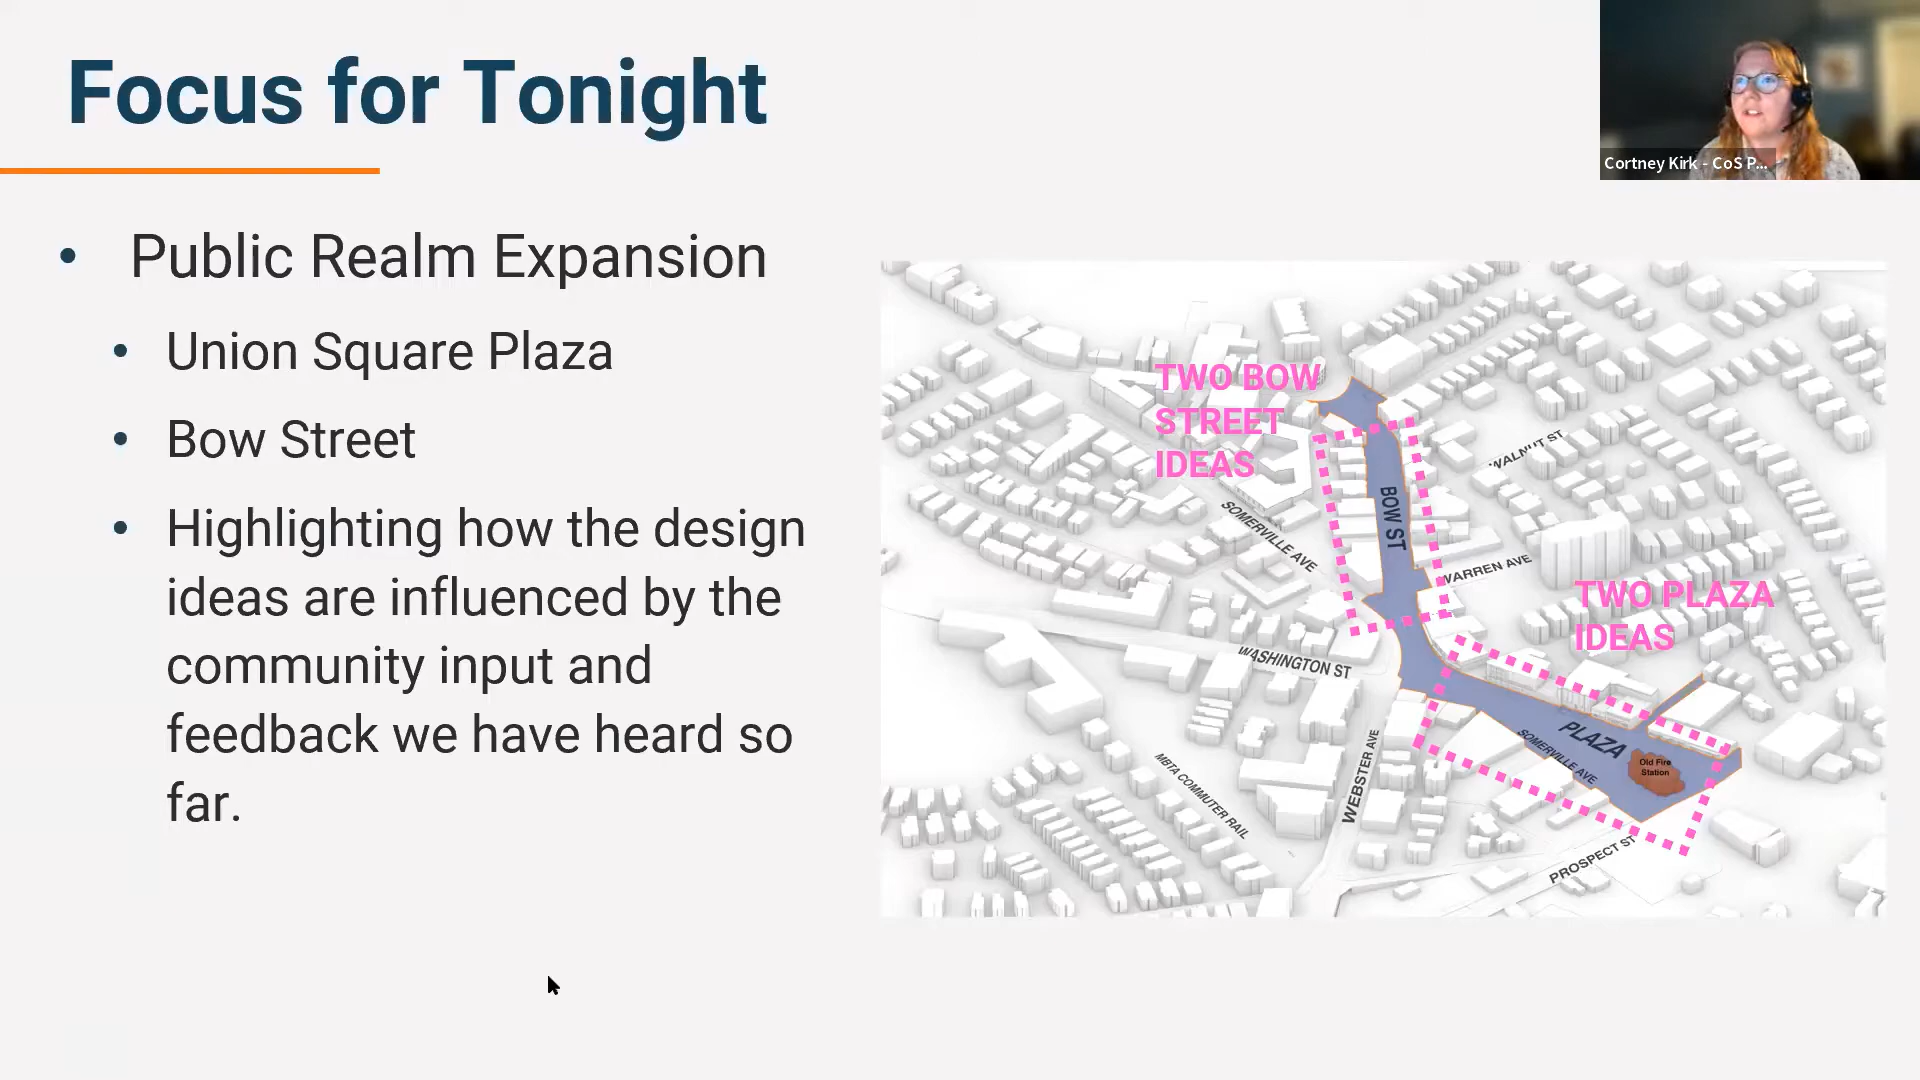 Focus for Tonight
Cortney Kirk - CoS P...
• Public Realm Expansion
• Union Square Plaza
• Bow Street
• Highlighting how the design
ideas are influenced by the
community input and
feedback we have heard so
far.
TWO BOW
STREET
IDEAS
BOW ST
WALNUT ST
SOMERVILLE AVE
WARREN AVE
TWO PLAZA
IDEAS
WASHINGTON ST
PLAZA
SOMERVILLE AVE
Old Fire
Station
WEBSTER AVE
MBTA COMMUTER RAIL
PROSPECT ST